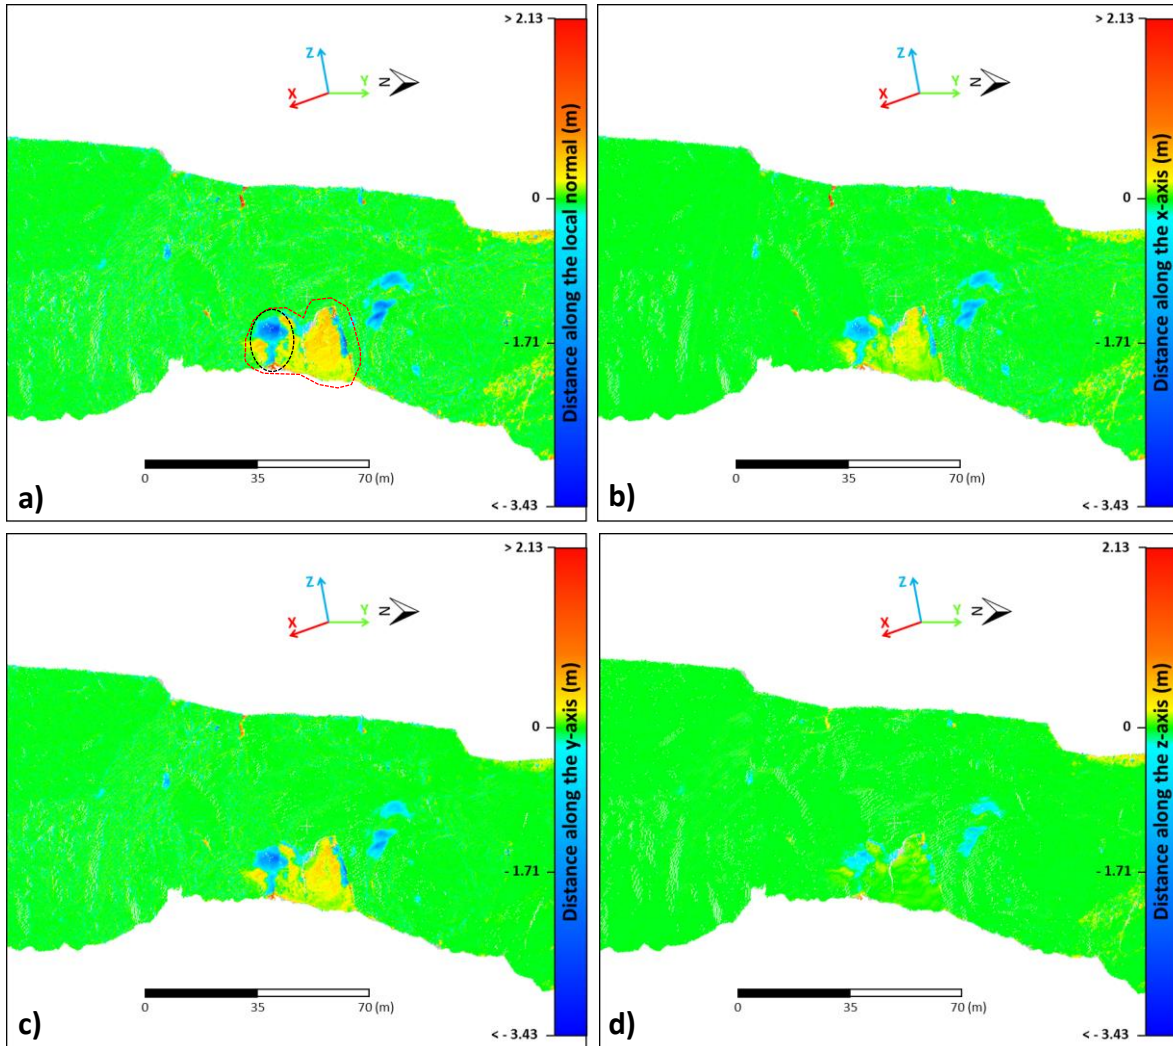 > 2.13
Z
Y
X
N
Distance along the local normal (m)
0
- 1.71
0 35 70 (m)
a)
< - 3.43
> 2.13
Z
Y
X
N
Distance along the x-axis (m)
0
- 1.71
0 35 70 (m)
b)
< - 3.43
> 2.13
Z
Y
X
N
Distance along the y-axis (m)
0
- 1.71
0 35 70 (m)
c)
< - 3.43
2.13
Z
Y
X
N
Distance along the z-axis (m)
0
- 1.71
0 35 70 (m)
d)
< - 3.43